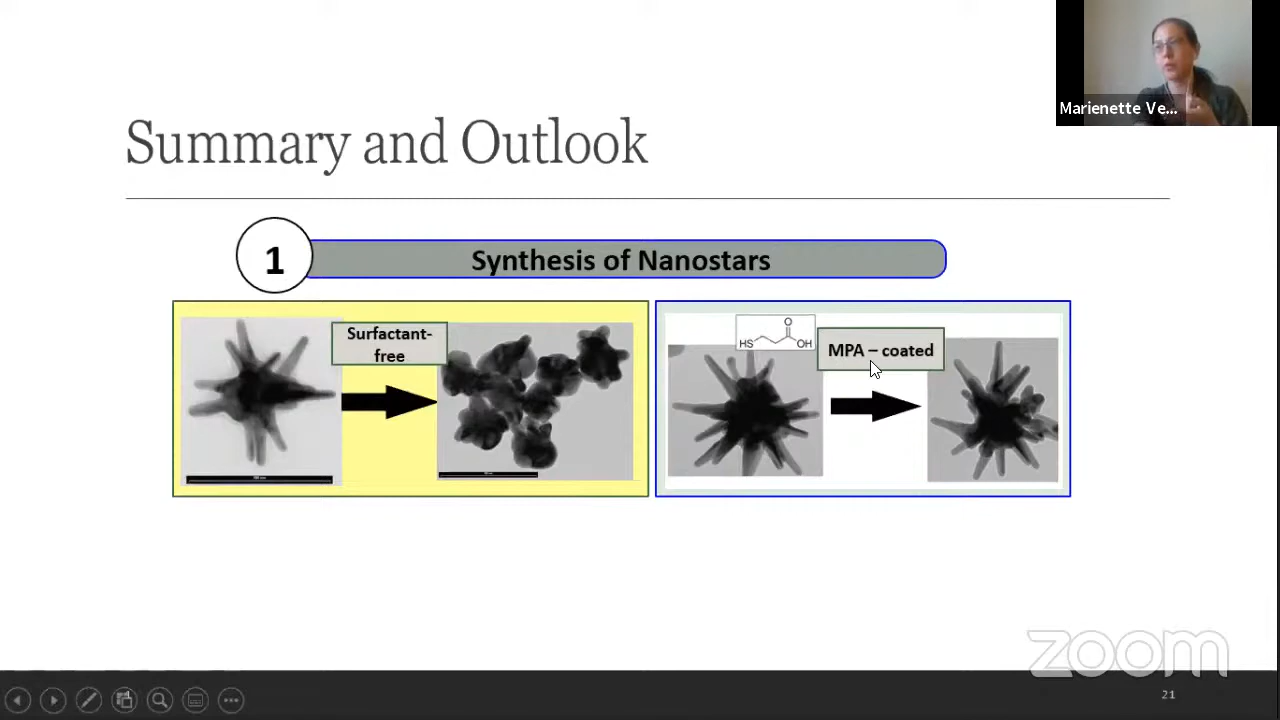 Marienette Ve...
Summary and Outlook
1
Synthesis of Nanostars
Surfactant-
free
O
HS
OH
MPA – coated
zoom
21